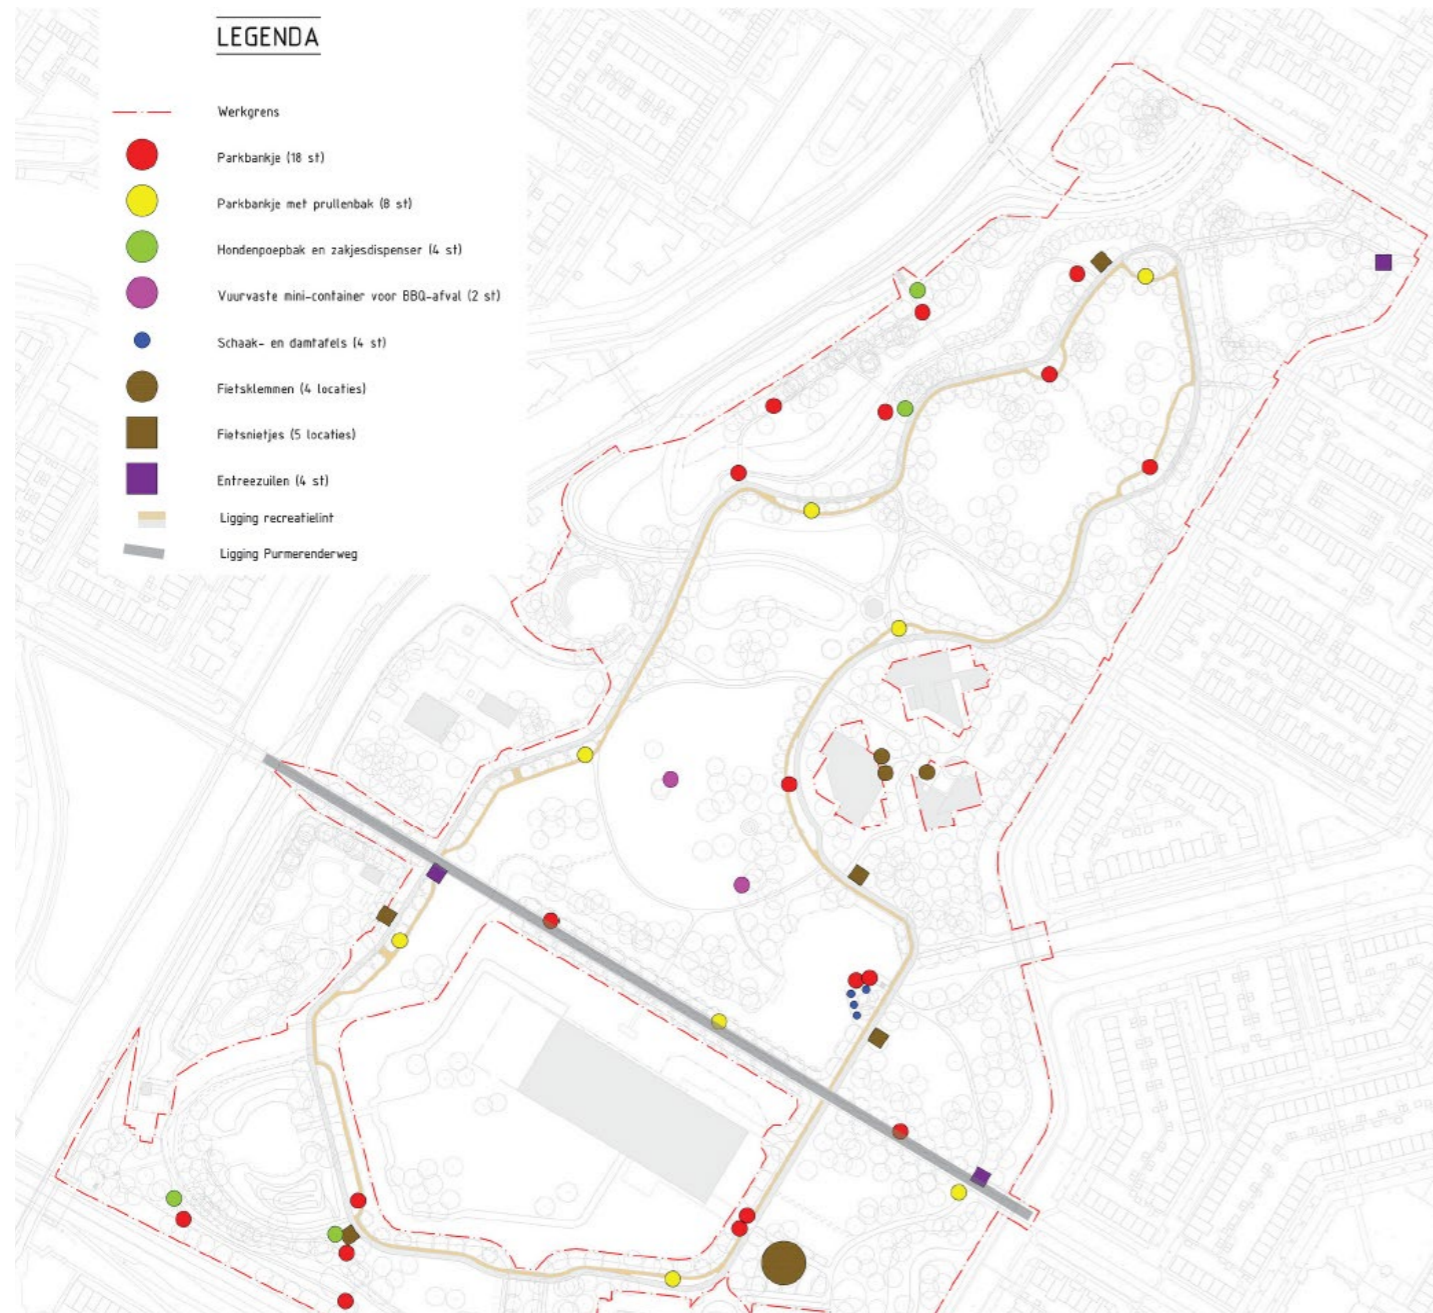 LEGENDA
Werkgrens
Parkbankje (18 st)
Parkbankje met prullenbak (8 st)
Hondenpoepbak en zakjesdispenser (4 st)
Vuurvaste mini-container voor BBQ-afval (2 st)
Schaak- en damtafels (4 st)
Fietsklemmen (4 locaties)
Fietsnietjes (5 locaties)
Entreezuilen (4 st)
Ligging recreatielint
Ligging Purmerenderweg